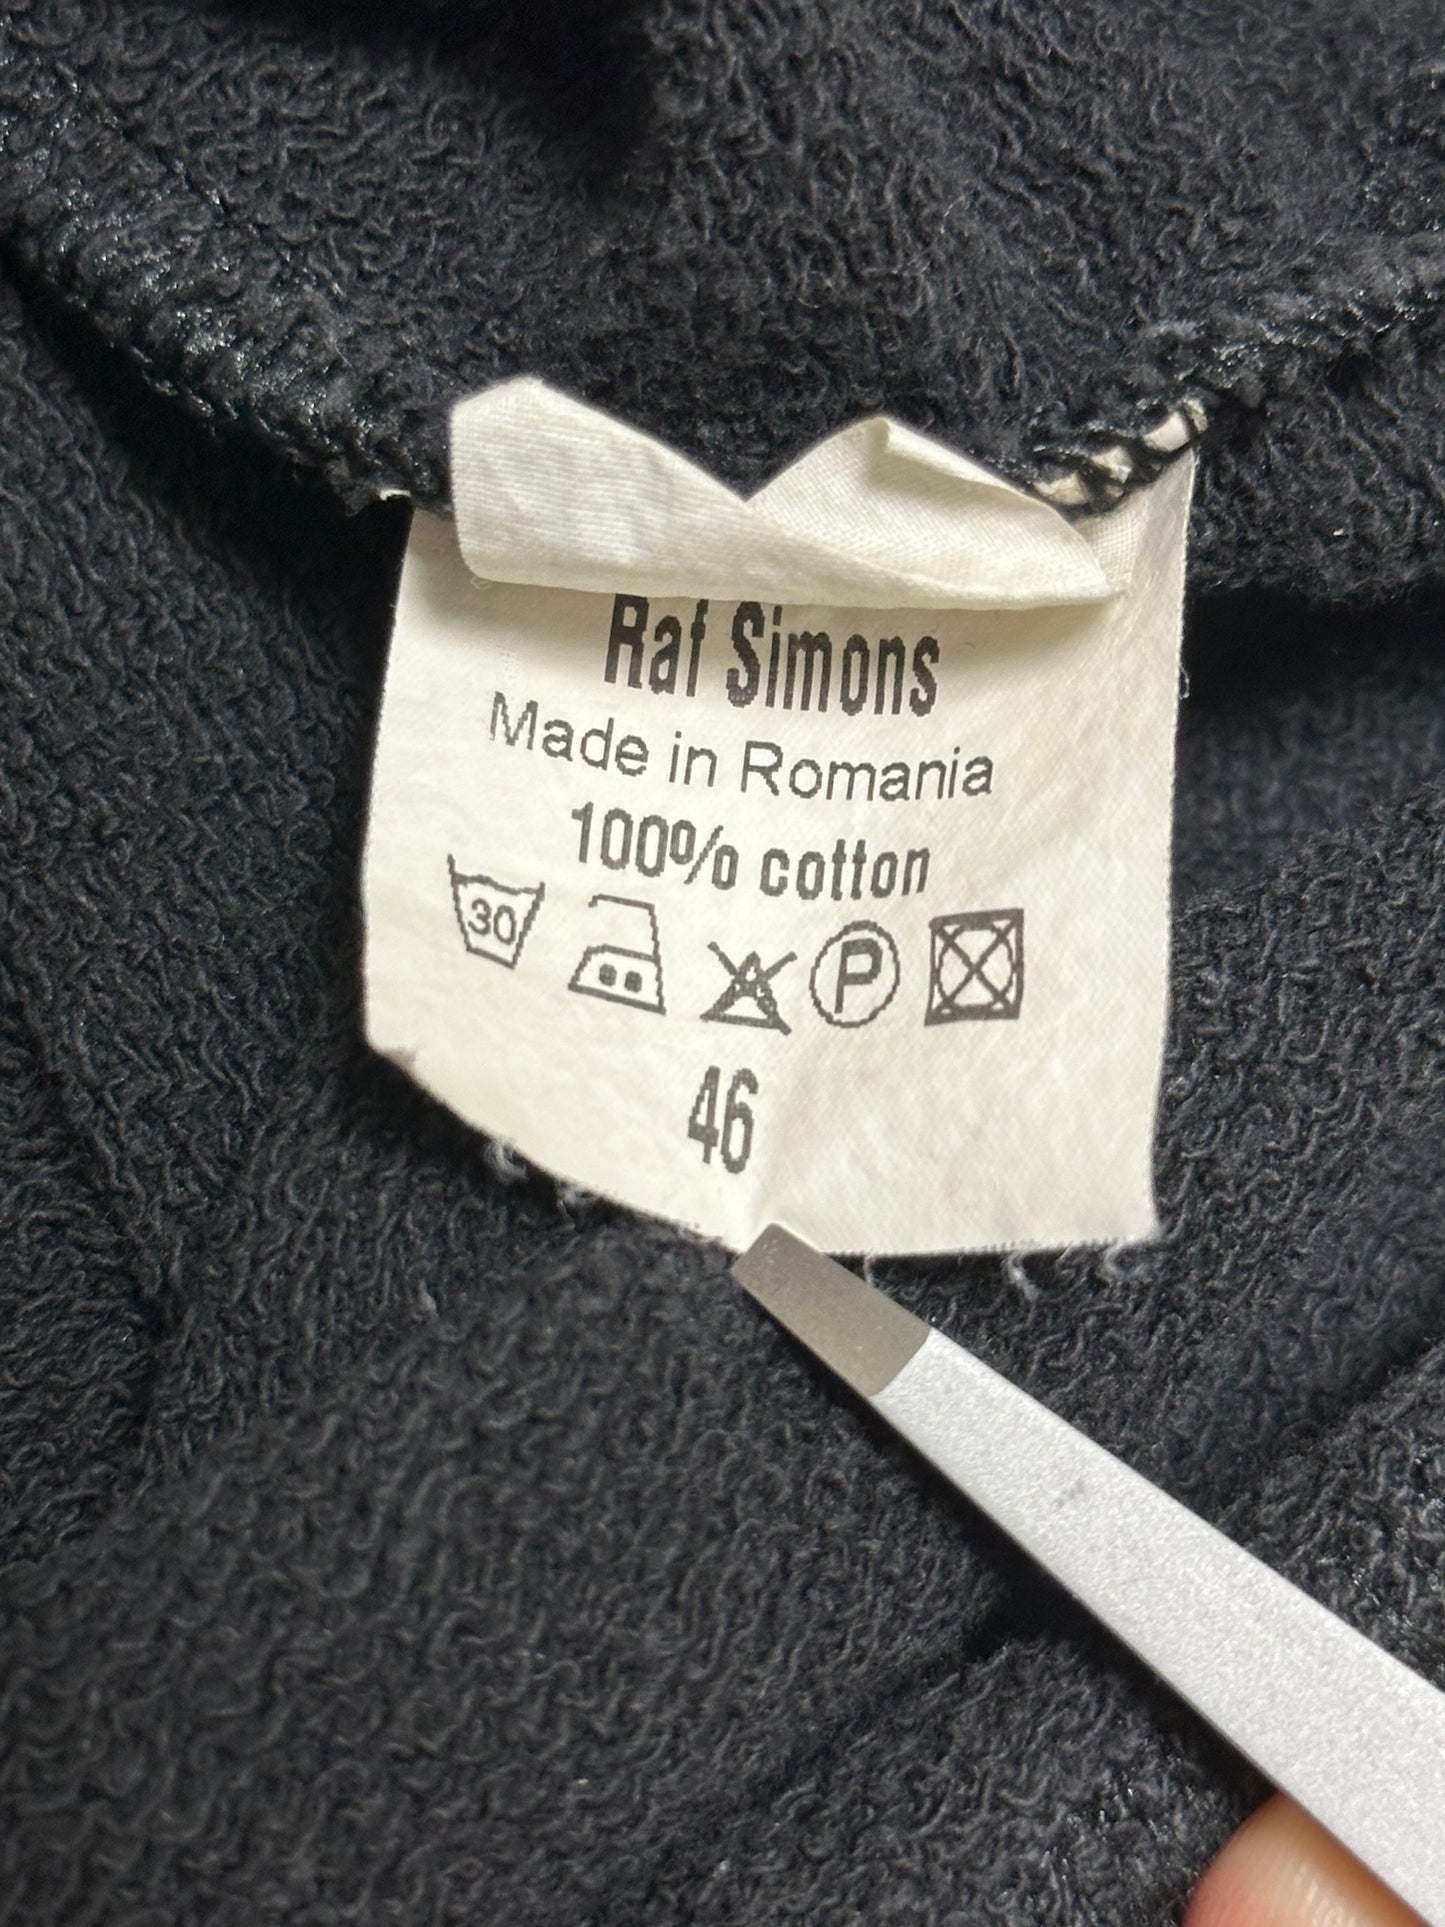 Raf Simons
Made in Romania
100% cotton
30 P
46